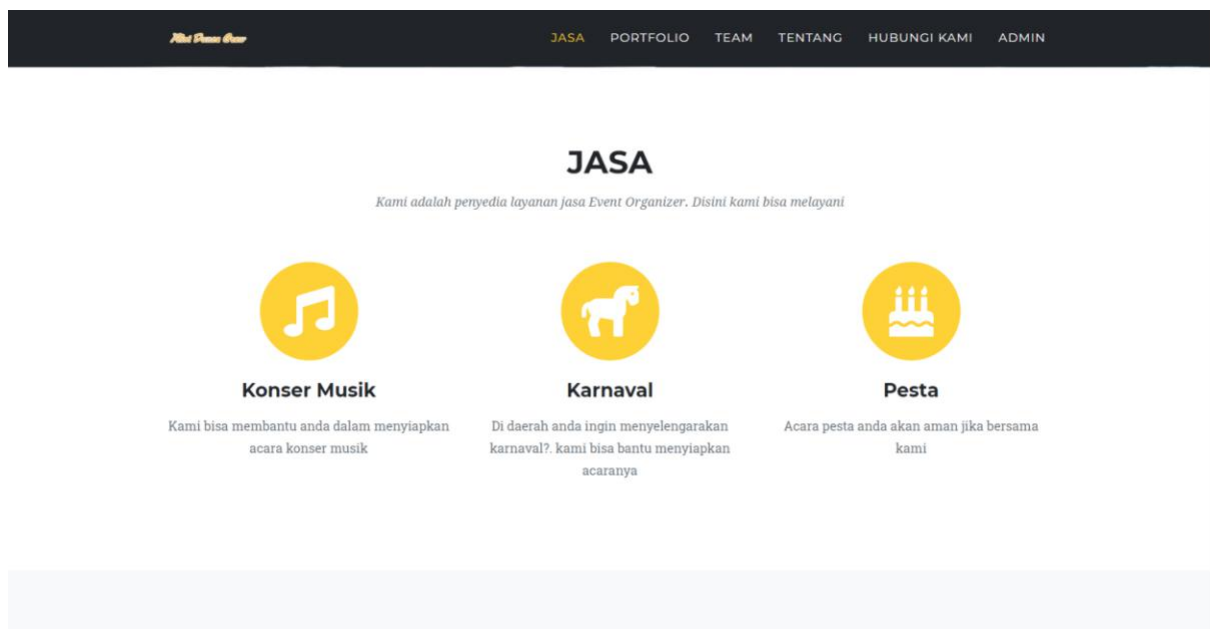 JASA PORTFOLIO TEAM TENTANG HUBUNGI KAMI ADMIN
JASA
Kami adalah penyedia layanan jasa Event Organizer. Disini kami bisa melayani
Konser Musik
Kami bisa membantu anda dalam menyiapkan
acara konser musik
Karnaval
Di daerah anda ingin menyelengarakan
karnaval?. kami bisa bantu menyiapkan
acaranya
Pesta
Acara pesta anda akan aman jika bersama
kami